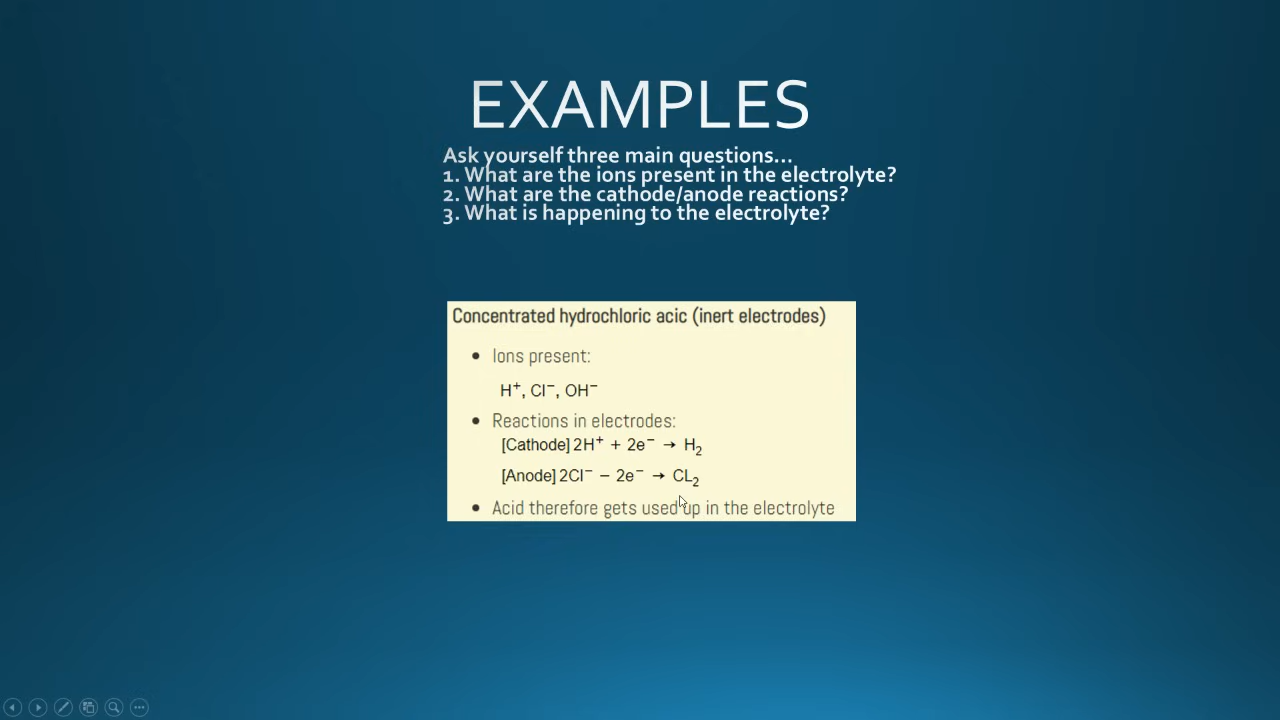 EXAMPLES
Ask yourself three main questions...
1. What are the ions present in the electrolyte?
2. What are the cathode/anode reactions?
3. What is happening to the electrolyte?
Concentrated hydrochloric acic (inert electrodes)
• Ions present:
H⁺, Cl⁻, OH⁻
• Reactions in electrodes:
[Cathode] 2H⁺ + 2e⁻ → H₂
[Anode] 2Cl⁻ − 2e⁻ → CL₂
• Acid therefore gets used up in the electrolyte